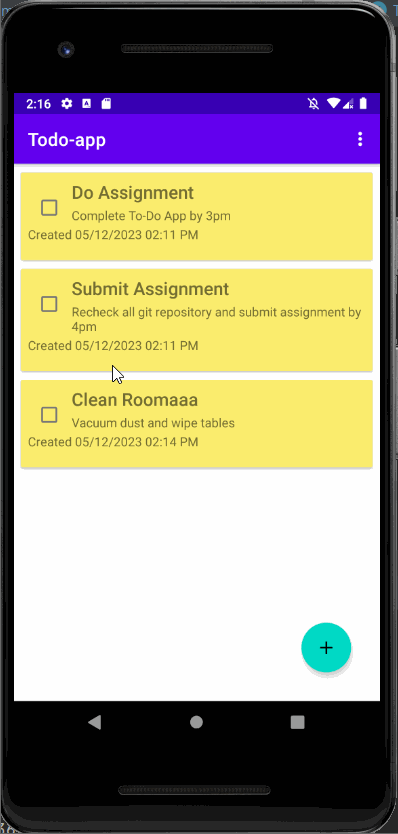 2:16
Todo-app
Do Assignment
Complete To-Do App by 3pm
Created 05/12/2023 02:11 PM
Submit Assignment
Recheck all git repository and submit assignment by
4pm
Created 05/12/2023 02:11 PM
Clean Roomaaa
Vacuum dust and wipe tables
Created 05/12/2023 02:14 PM